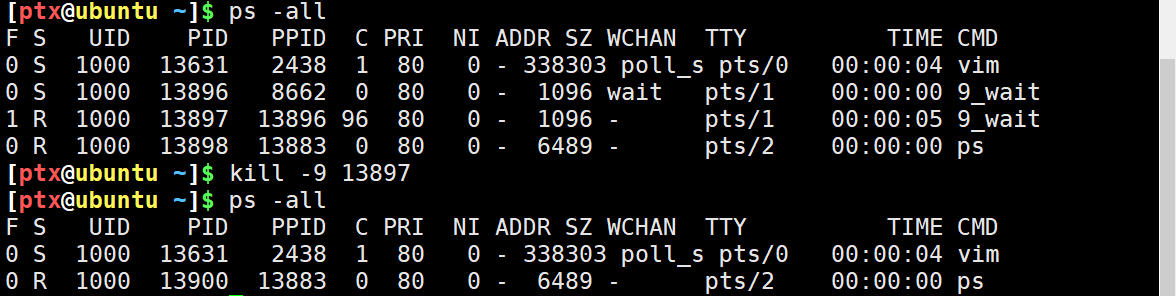 [ptx@ubuntu ~]$ ps -all
F S   UID    PID   PPID  C PRI  NI ADDR SZ WCHAN  TTY          TIME CMD
0 S  1000  13631   2438  1  80   0 - 338303 poll_s pts/0   00:00:04 vim
0 S  1000  13896   8662  0  80   0 -  1096 wait   pts/1    00:00:00 9_wait
1 R  1000  13897  13896 96  80   0 -  1096 -      pts/1    00:00:05 9_wait
0 R  1000  13898  13883  0  80   0 -  6489 -      pts/2    00:00:00 ps
[ptx@ubuntu ~]$ kill -9 13897
[ptx@ubuntu ~]$ ps -all
F S   UID    PID   PPID  C PRI  NI ADDR SZ WCHAN  TTY          TIME CMD
0 S  1000  13631   2438  1  80   0 - 338303 poll_s pts/0   00:00:04 vim
0 R  1000  13900_ 13883  0  80   0 -  6489 -      pts/2    00:00:00 ps